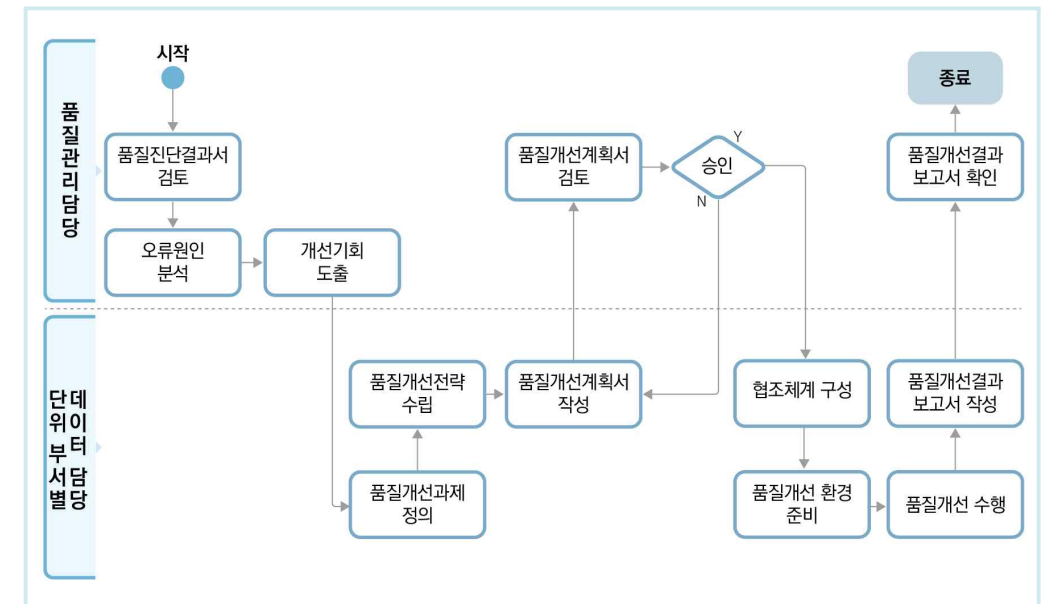 품질관리담당
시작
품질진단결과서
검토
오류원인
분석
개선기회
도출
품질개선계획서
검토
승인
Y
N
종료
품질개선결과
보고서 확인
단위 부서별
데이터 담당
품질개선전략
수립
품질개선계획서
작성
품질개선과제
정의
협조체계 구성
품질개선 환경
준비
품질개선 수행
품질개선결과
보고서 작성